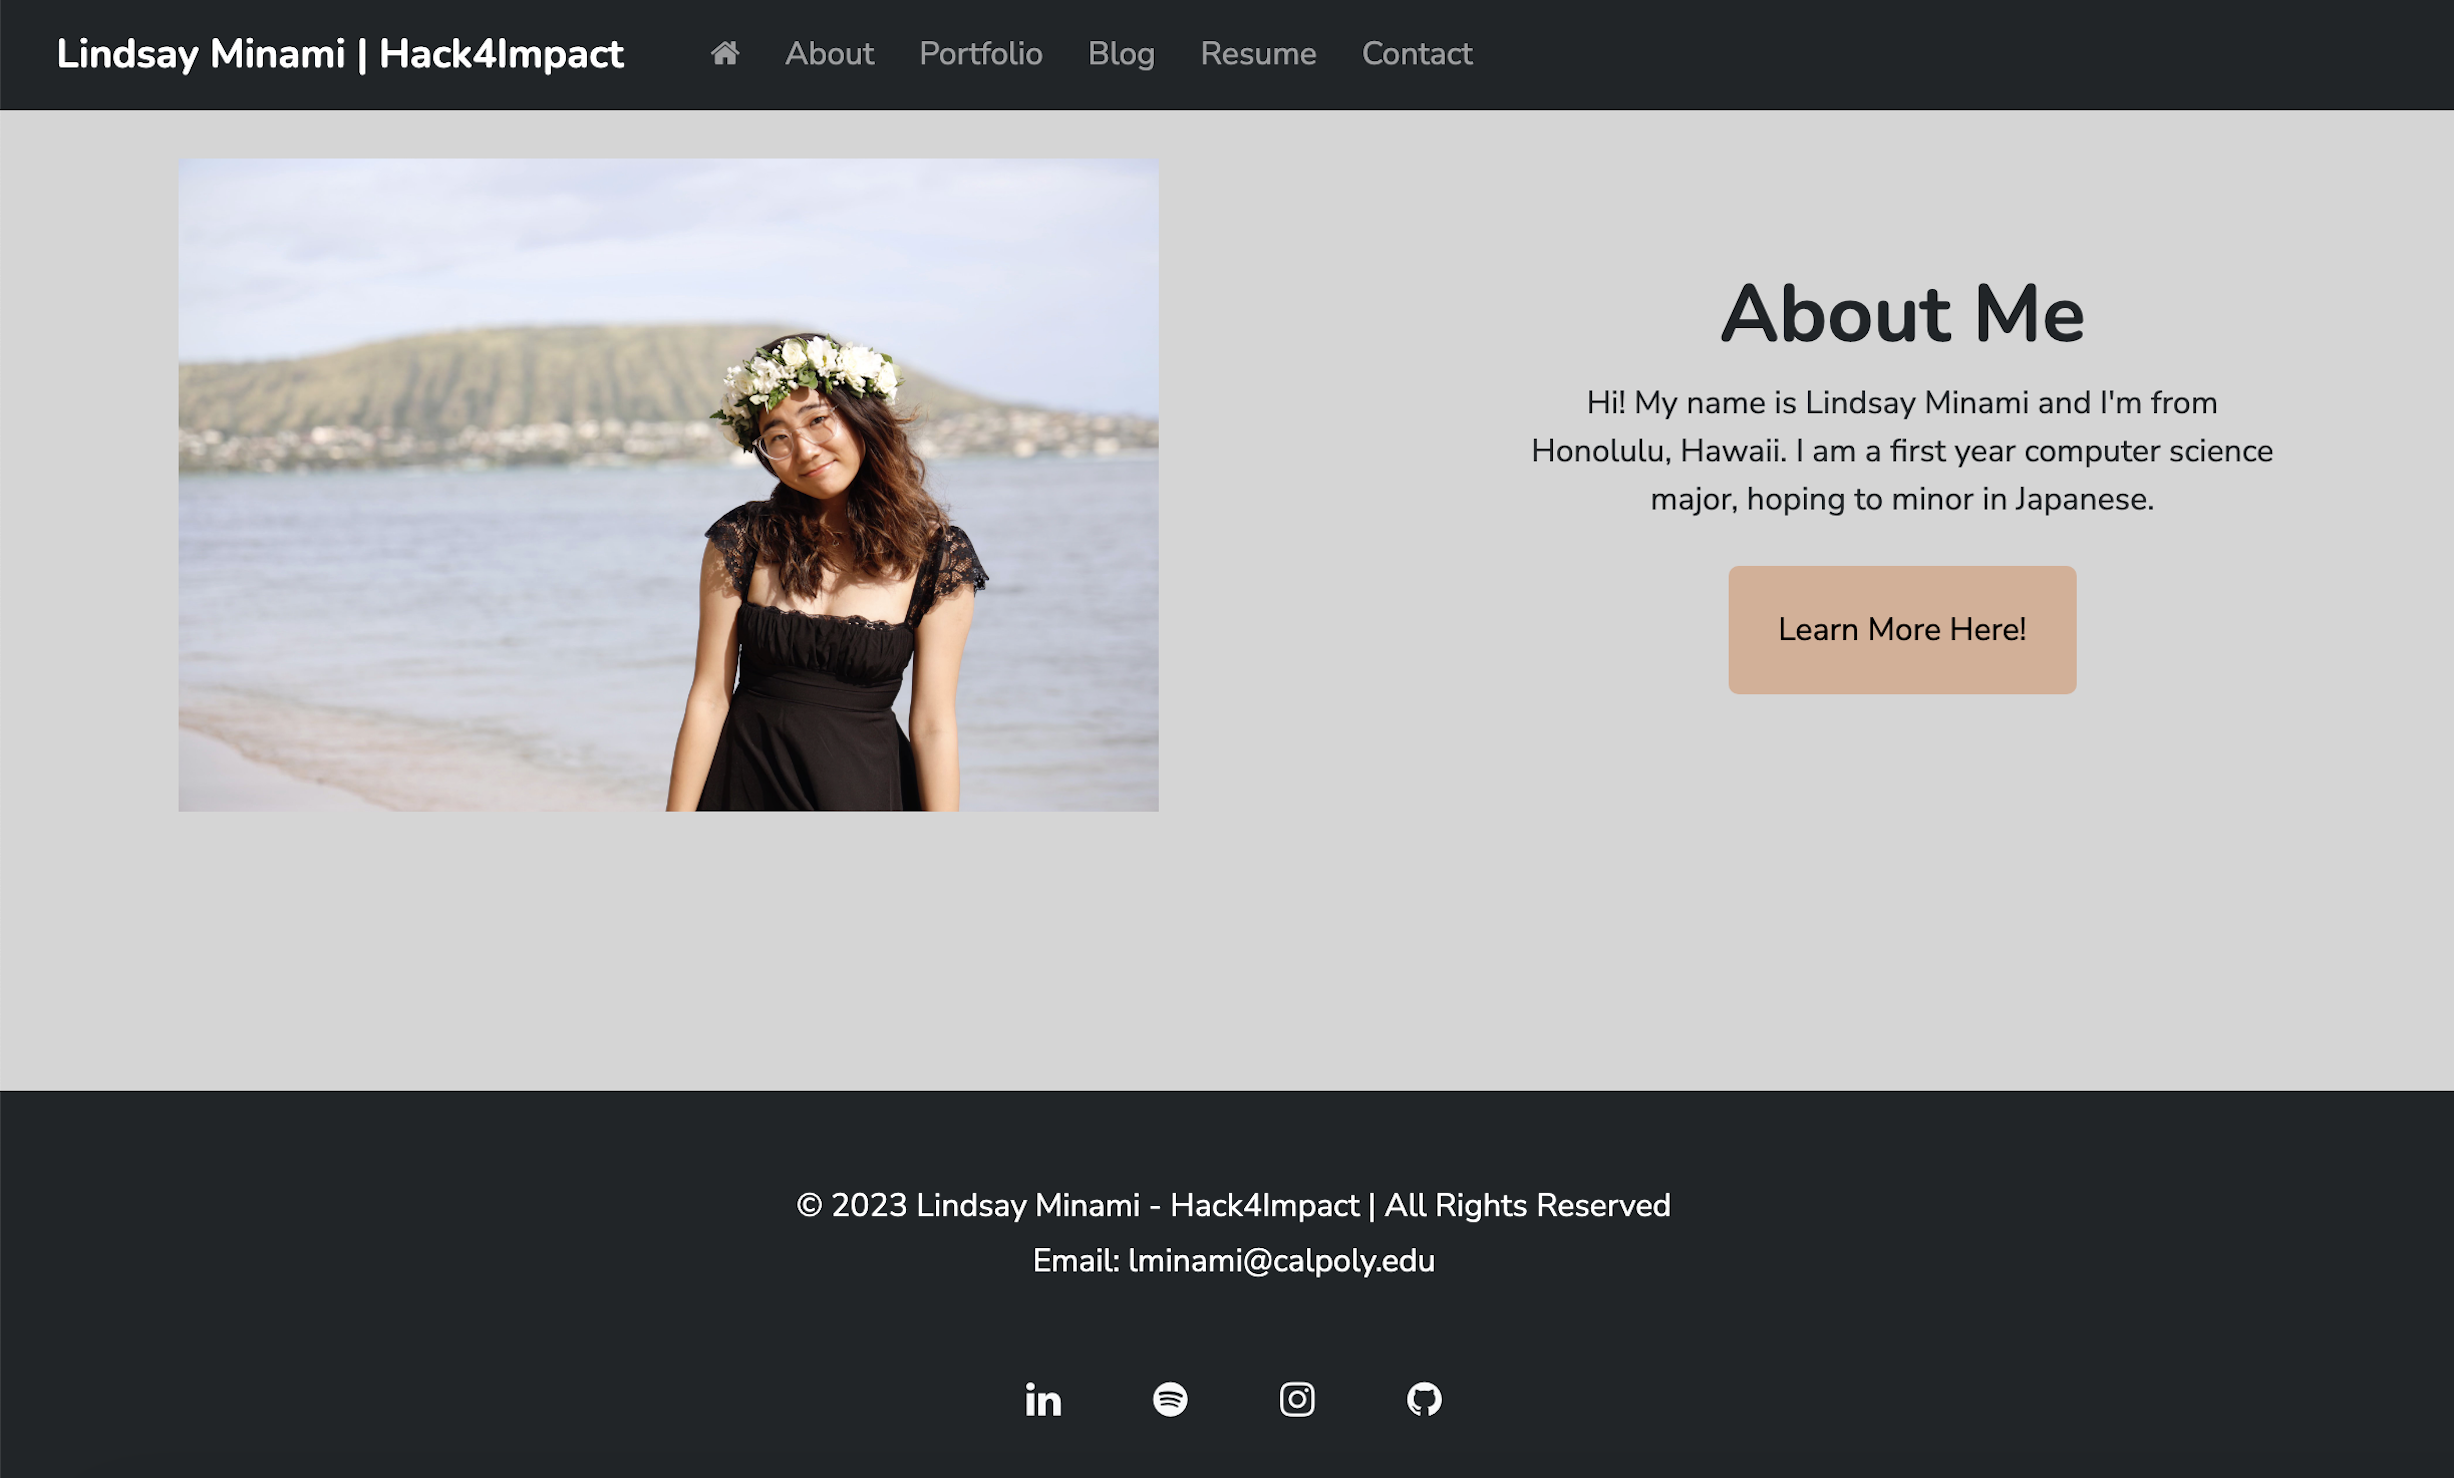 Lindsay Minami | Hack4Impact
About
Portfolio
Blog
Resume
Contact
About Me
Hi! My name is Lindsay Minami and I'm from
Honolulu, Hawaii. I am a first year computer science
major, hoping to minor in Japanese.
Learn More Here!
© 2023 Lindsay Minami - Hack4Impact | All Rights Reserved
Email: lminami@calpoly.edu
in